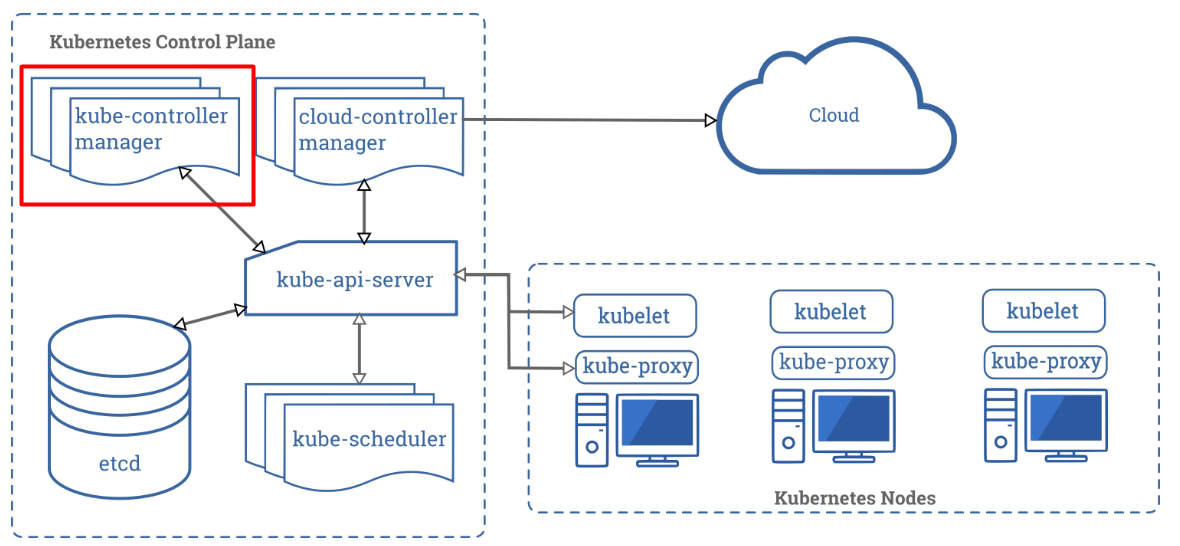 Kubernetes Control Plane
kube-controller
manager
cloud-controller
manager
Cloud
kube-api-server
kubelet
kubelet
kubelet
kube-proxy
kube-proxy
kube-proxy
kube-scheduler
etcd
Kubernetes Nodes